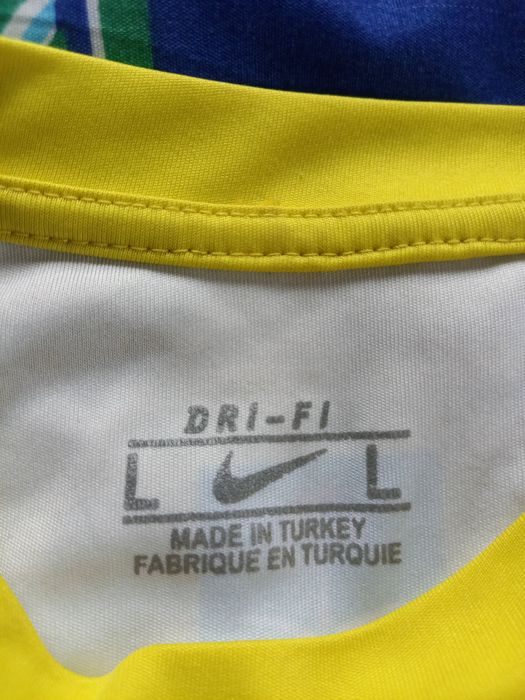 DRI-FI
L L
MADE IN TURKEY
FABRIQUE EN TURQUIE